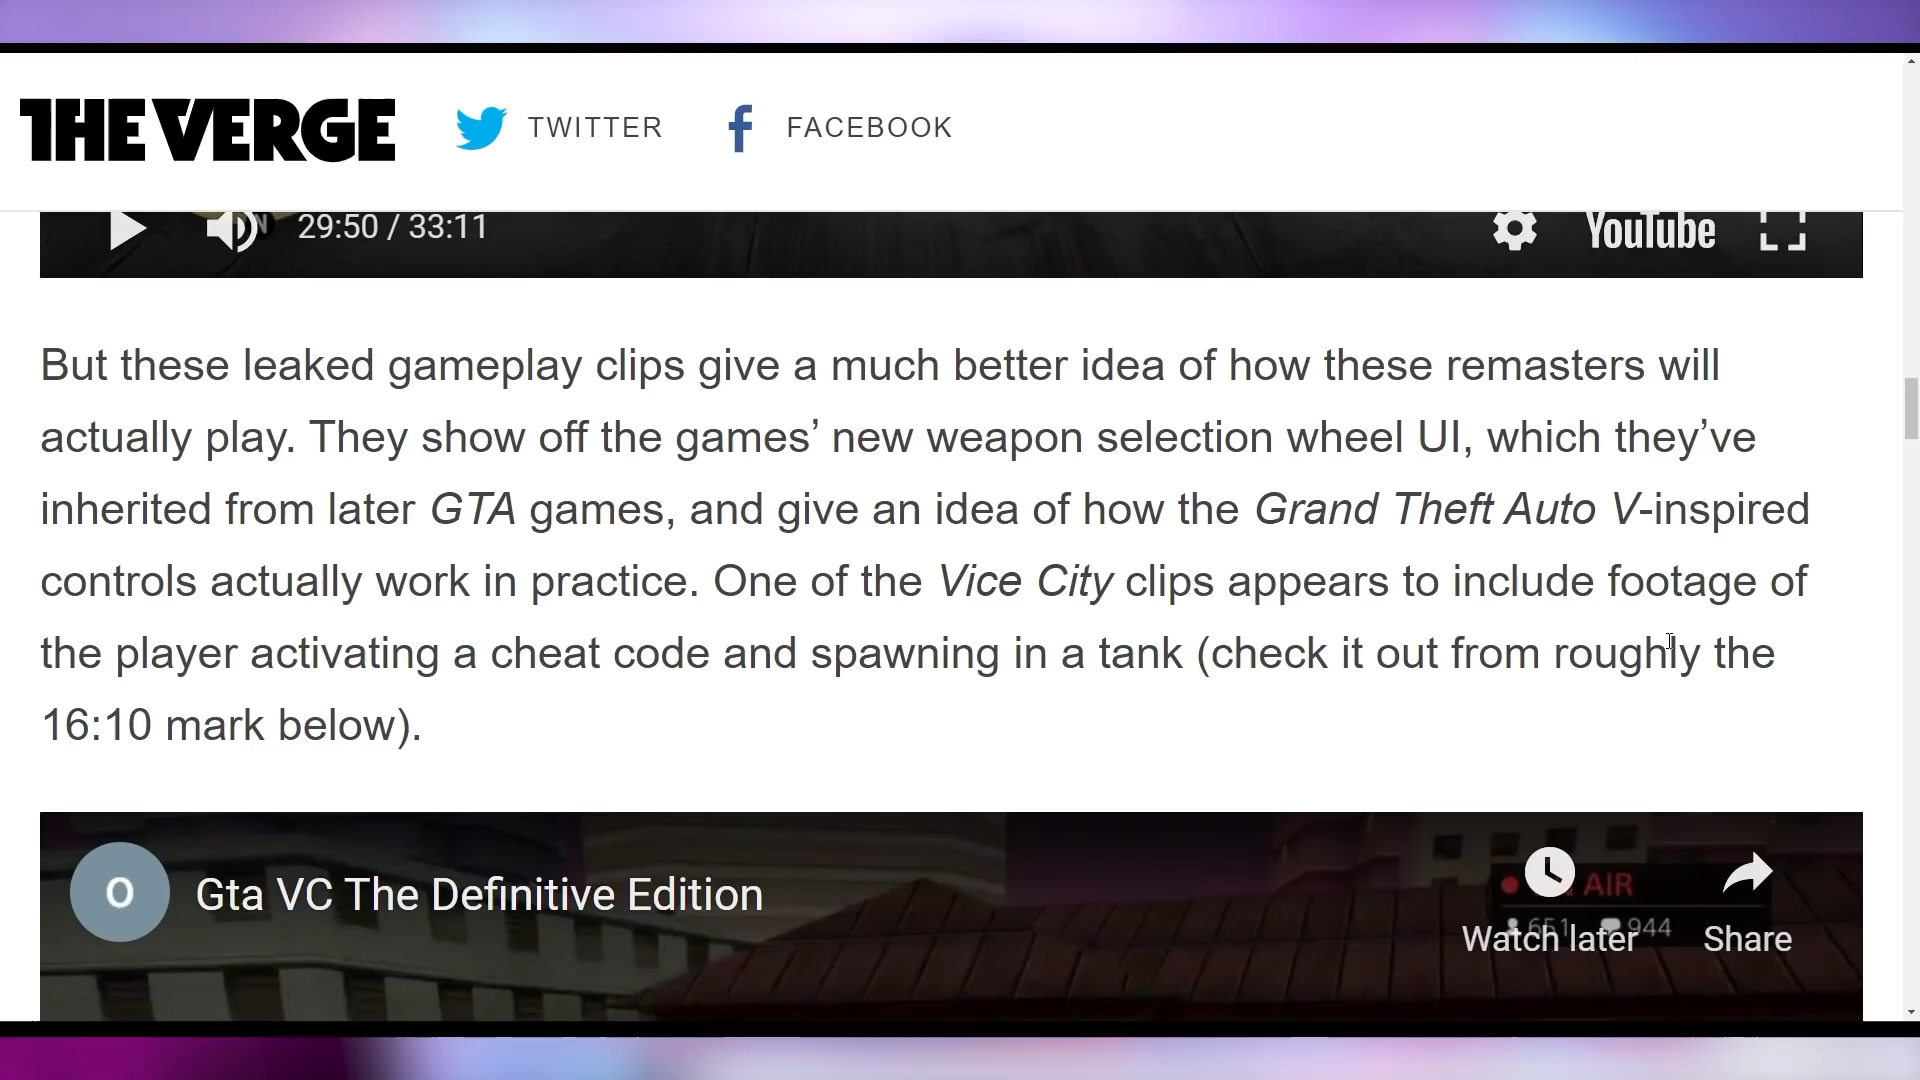 THE VERGE TWITTER FACEBOOK
29:50 / 33:11 YouTube
But these leaked gameplay clips give a much better idea of how these remasters will
actually play. They show off the games’ new weapon selection wheel UI, which they’ve
inherited from later GTA games, and give an idea of how the Grand Theft Auto V-inspired
controls actually work in practice. One of the Vice City clips appears to include footage of
the player activating a cheat code and spawning in a tank (check it out from roughly the
16:10 mark below).
O Gta VC The Definitive Edition
AIR
651 944
Watch later Share